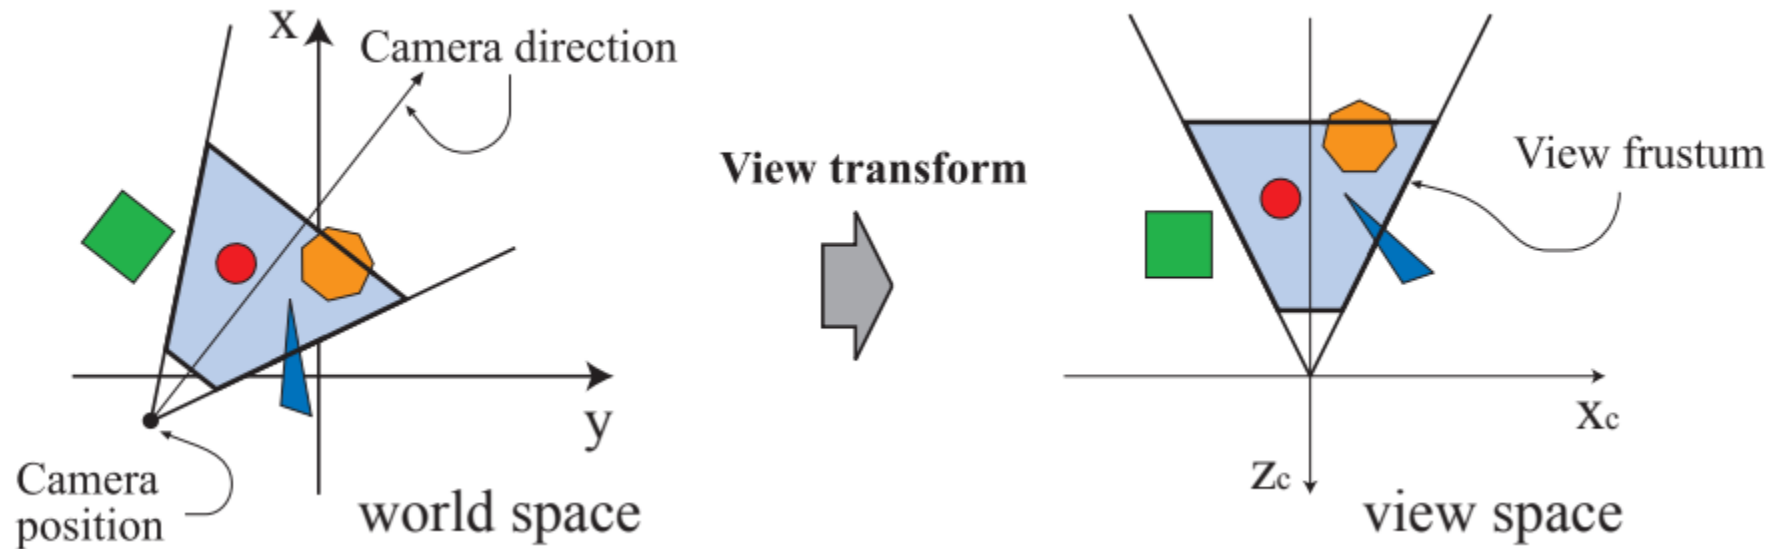 x
Camera direction
y
Camera
position
world space
View transform
View frustum
xc
zc
view space